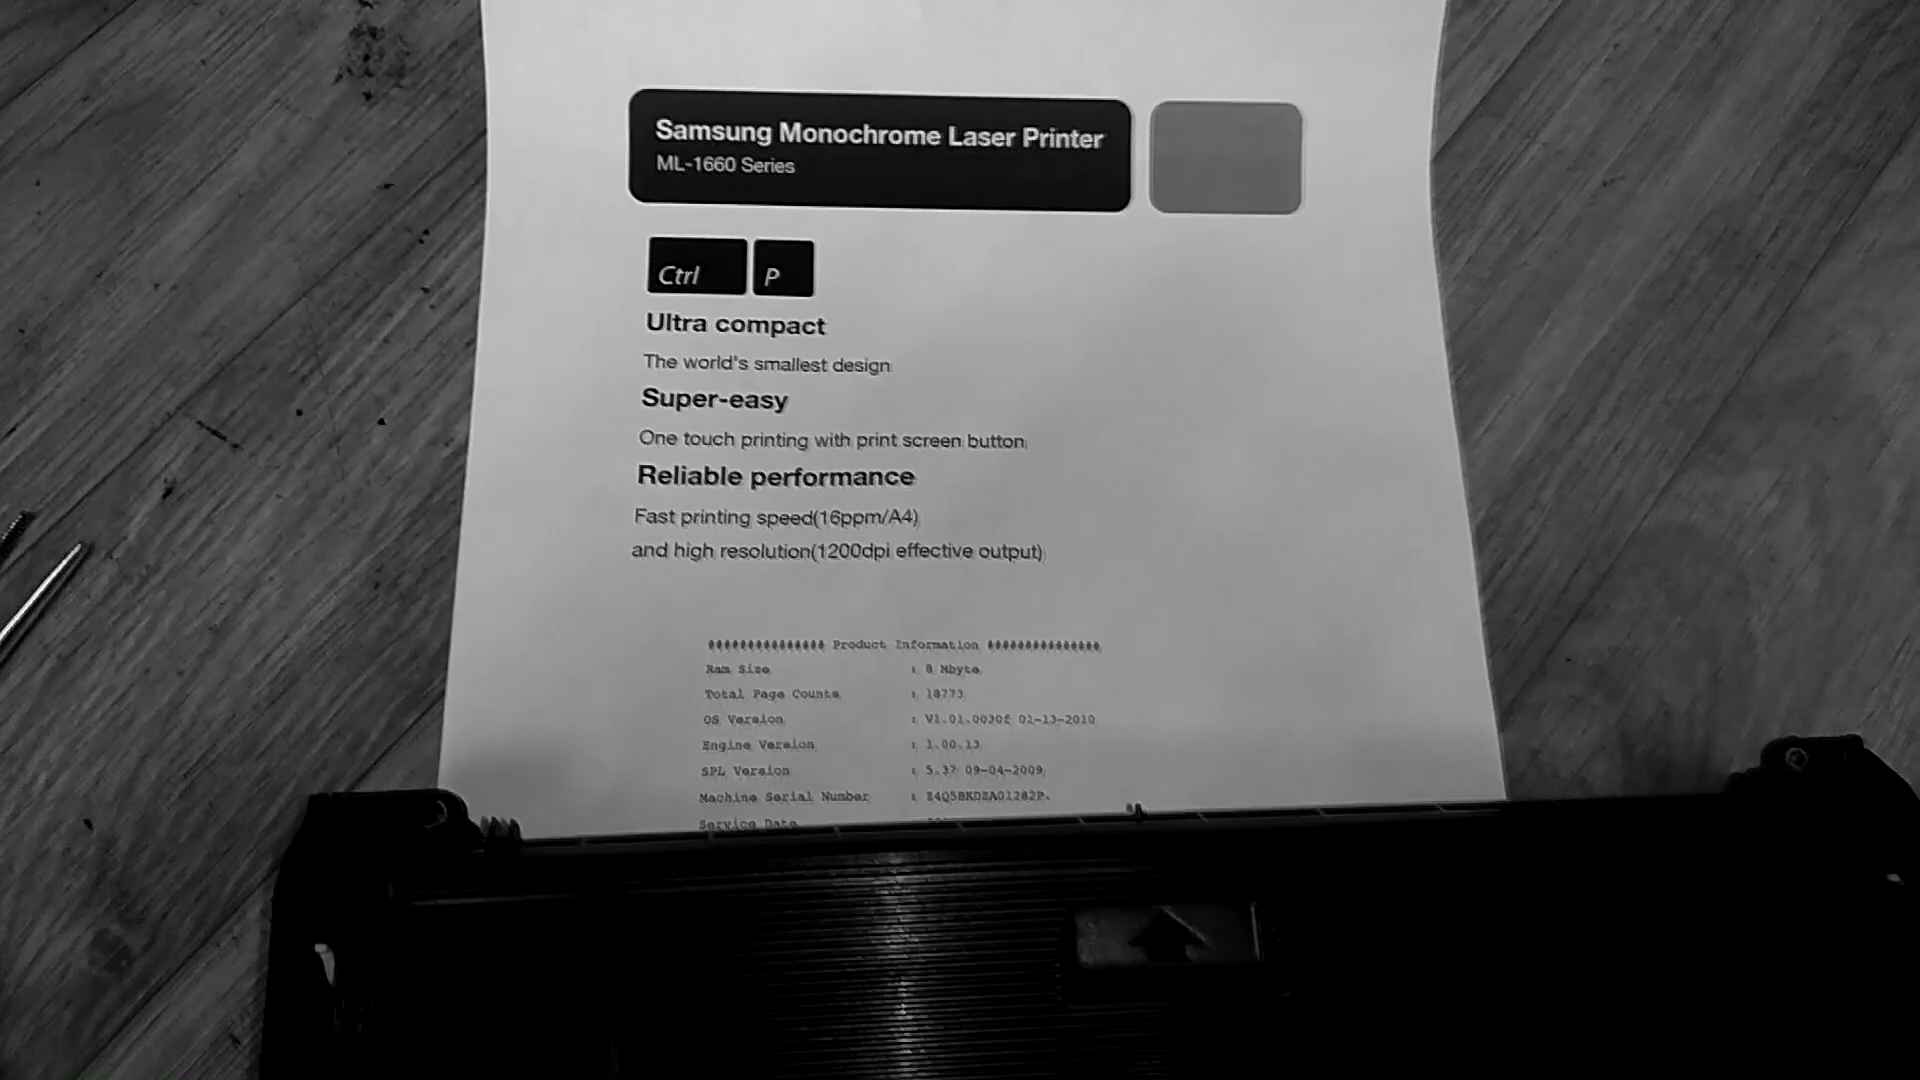 Samsung Monochrome Laser Printer
ML-1660 Series
Ctrl P
Ultra compact
The world's smallest design
Super-easy
One touch printing with print screen button
Reliable performance
Fast printing speed(16ppm/A4)
and high resolution(1200dpi effective output)
Product Information
Ram Size : 8 Mbyte
Total Page Counts : 18773
OS Version : V1.01.0030f 01-13-2010
Engine Version : 1.00.13
SPL Version : 5.37 09-04-2009
Machine Serial Number :
Service Date